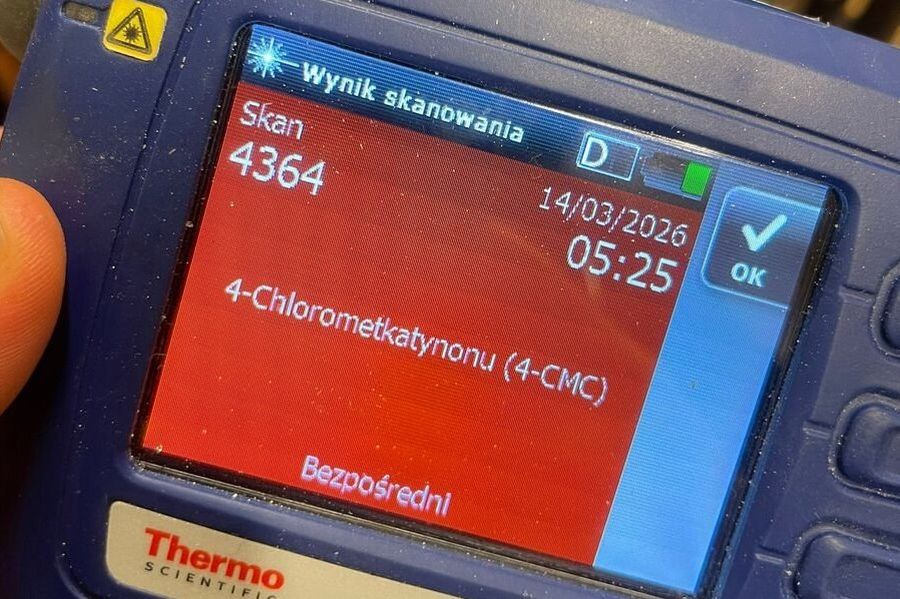 Wynik skanowania
D
Skan
4364
14/03/2026
05:25
OK
4-Chlorometkatynonu (4-CMC)
Bezpośredni
Thermo
SCIENTIFIC